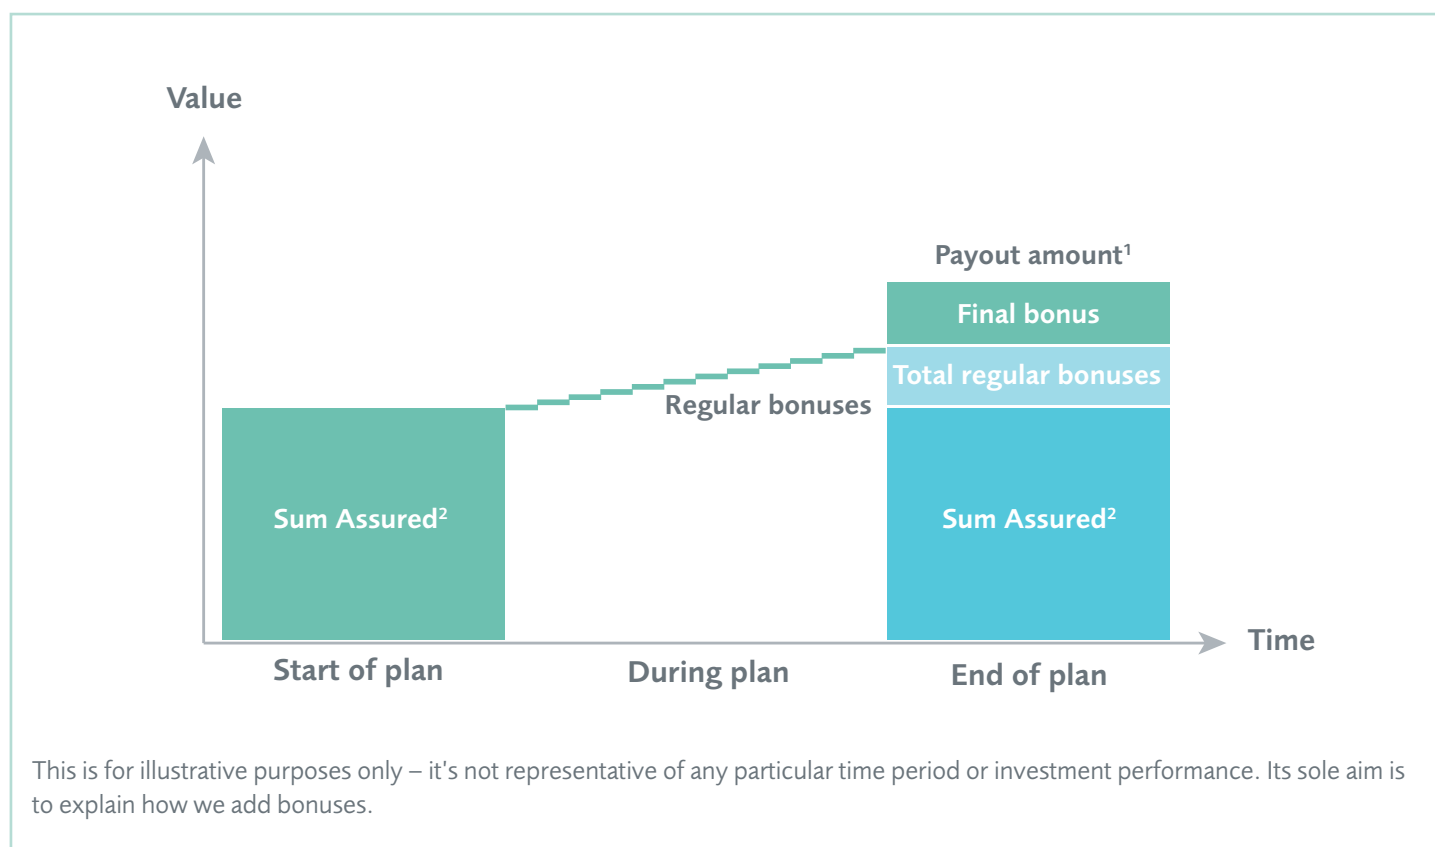 Value
Payout amount¹
Final bonus
Total regular bonuses
Regular bonuses
Sum Assured²
Sum Assured²
Time
Start of plan
During plan
End of plan
This is for illustrative purposes only – it's not representative of any particular time period or investment performance. Its sole aim is
to explain how we add bonuses.